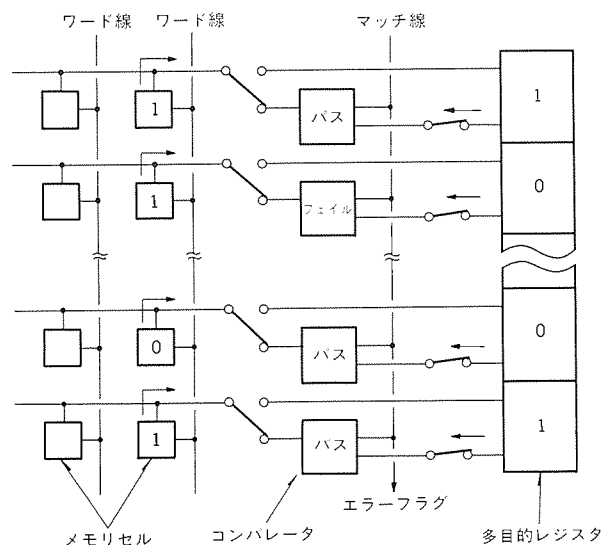 ワード線 ワード線 マッチ線
1 パス 1
1 フェイル 0
0 パス 0
1 パス 1
エラーフラグ
メモリセル コンパレータ 多目的レジスタ